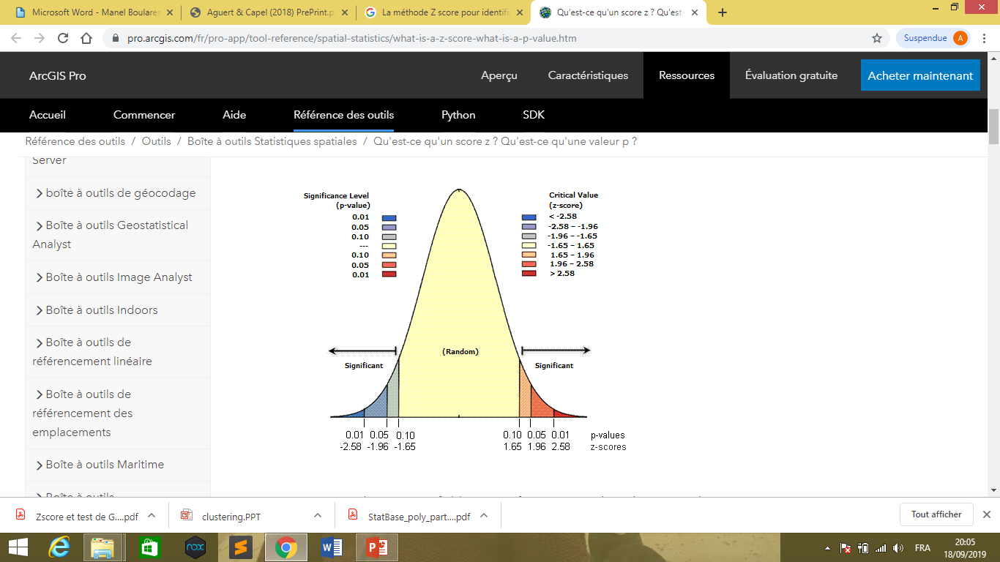 Microsoft Word - Manel Boulares
Aguert & Capel (2018) PrePrint.p
La méthode Z score pour identifi
Qu'est-ce qu'un score z ? Qu'est-
pro.arcgis.com/fr/pro-app/tool-reference/spatial-statistics/what-is-a-z-score-what-is-a-p-value.htm
Suspendue A
ArcGIS Pro
Aperçu Caractéristiques Ressources Évaluation gratuite Acheter maintenant
Accueil Commencer Aide Référence des outils Python SDK
Référence des outils / Outils / Boîte à outils Statistiques spatiales / Qu'est-ce qu'un score z ? Qu'est-ce qu'une valeur p ?
Server
boîte à outils de géocodage
Boîte à outils Geostatistical
Analyst
Boîte à outils Image Analyst
Boîte à outils Indoors
Boîte à outils de
référencement linéaire
Boîte à outils de
référencement des
emplacements
Boîte à outils Maritime
Boîte à outils
Significance Level
(p-value)
0.01
0.05
0.10
---
0.10
0.05
0.01
Critical Value
(z-score)
< -2.58
-2.58 – -1.96
-1.96 – -1.65
-1.65 – 1.65
1.65 – 1.96
1.96 – 2.58
> 2.58
Significant
(Random)
Significant
0.01 0.05 0.10 0.10 0.05 0.01 p-values
-2.58 -1.96 -1.65 1.65 1.96 2.58 z-scores
Zscore et test de G....pdf
clustering.PPT
StatBase_poly_part....pdf
Tout afficher
nox
FRA
20:05
18/09/2019